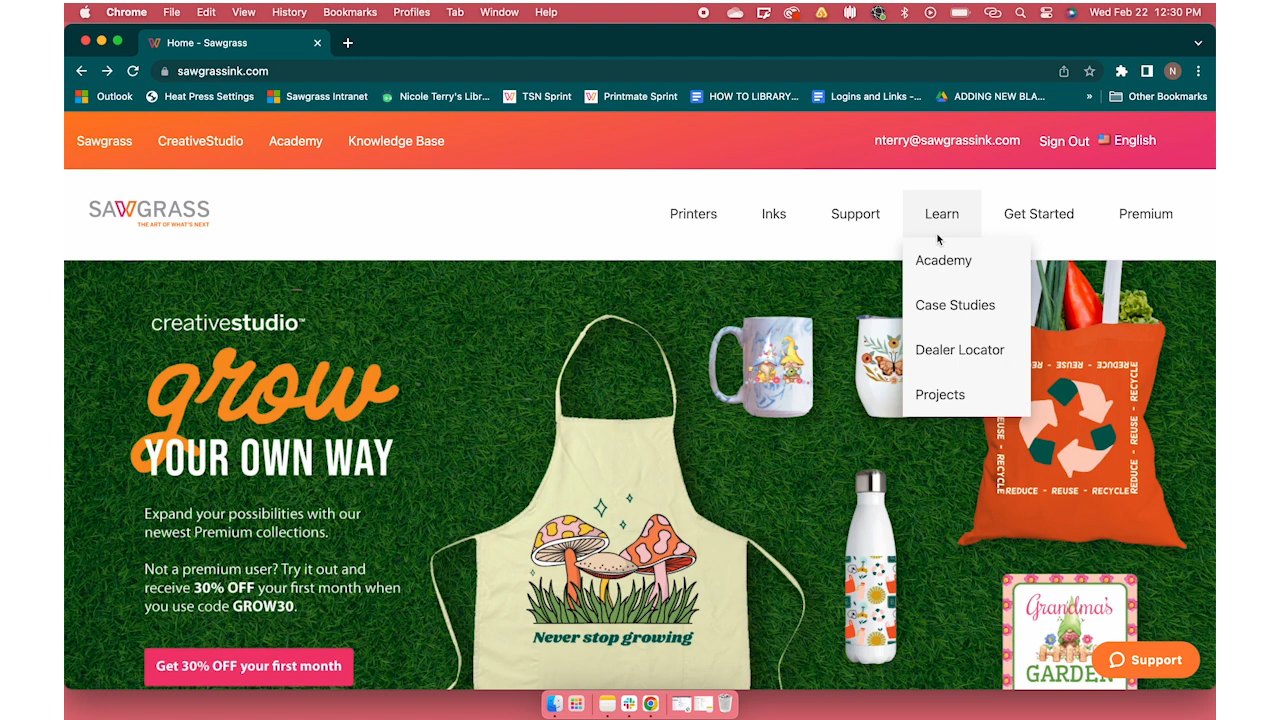 Chrome File Edit View History Bookmarks Profiles Tab Window Help Wed Feb 22 12:30 PM
Home - Sawgrass
sawgrassink.com N
Outlook Heat Press Settings Sawgrass Intranet Nicole Terry's Libr... TSN Sprint Printmate Sprint HOW TO LIBRARY... Logins and Links -... ADDING NEW BLA... » Other Bookmarks
Sawgrass CreativeStudio Academy Knowledge Base nterry@sawgrassink.com Sign Out English
SAWGRASS
THE ART OF WHAT'S NEXT
Printers Inks Support Learn Get Started Premium
Academy
Case Studies
Dealer Locator
Projects
creativestudio™
grow
YOUR OWN WAY
Expand your possibilities with our
newest Premium collections.
Not a premium user? Try it out and
receive 30% OFF your first month when
you use code GROW30.
Get 30% OFF your first month
Never stop growing
REDUCE - REUSE - RECYCLE
REDUCE - REUSE - RECYCLE
Grandma's
GARDEN
Support